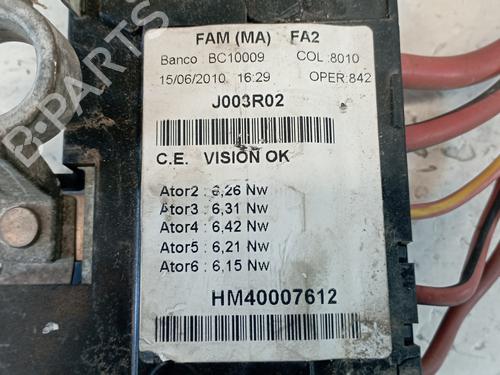 FAM (MA) FA2
Banco : BC10009 COL :8010
15/06/2010 16:29 OPER:842
J003R02
C.E. VISION OK
Ator2 : 6,26 Nw
Ator3 : 6,31 Nw
Ator4 : 6,42 Nw
Ator5 : 6,21 Nw
Ator6 : 6,15 Nw
HM40007612
B-PARTS